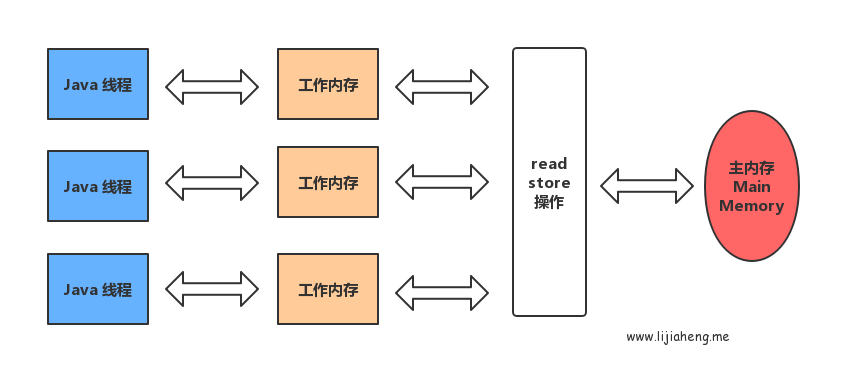 Java 线程
工作内存
Java 线程
工作内存
Java 线程
工作内存
read
store
操作
主内存
Main
Memory
www.lijiaheng.me